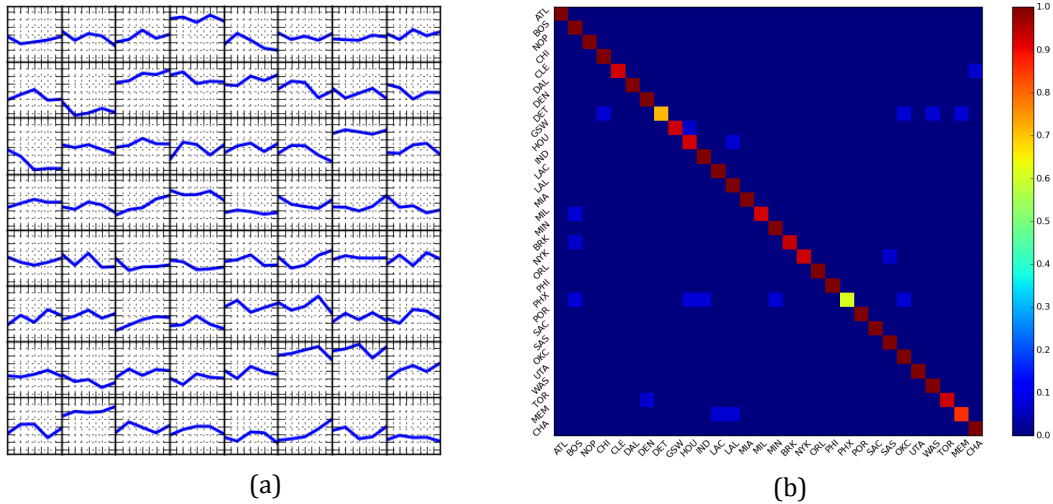 ATL
BOS
NOP
CHI
CLE
DAL
DEN
DET
GSW
HOU
IND
LAC
LAL
MIA
MIL
MIN
BRK
NYK
ORL
PHI
PHX
POR
SAC
SAS
OKC
UTA
WAS
TOR
MEM
CHA
ATL BOS NOP CHI CLE DAL DEN DET GSW HOU IND LAC LAL MIA MIL MIN BRK NYK ORL PHI PHX POR SAC SAS OKC UTA WAS TOR MEM CHA
1.0
0.9
0.8
0.7
0.6
0.5
0.4
0.3
0.2
0.1
0.0
(a)
(b)